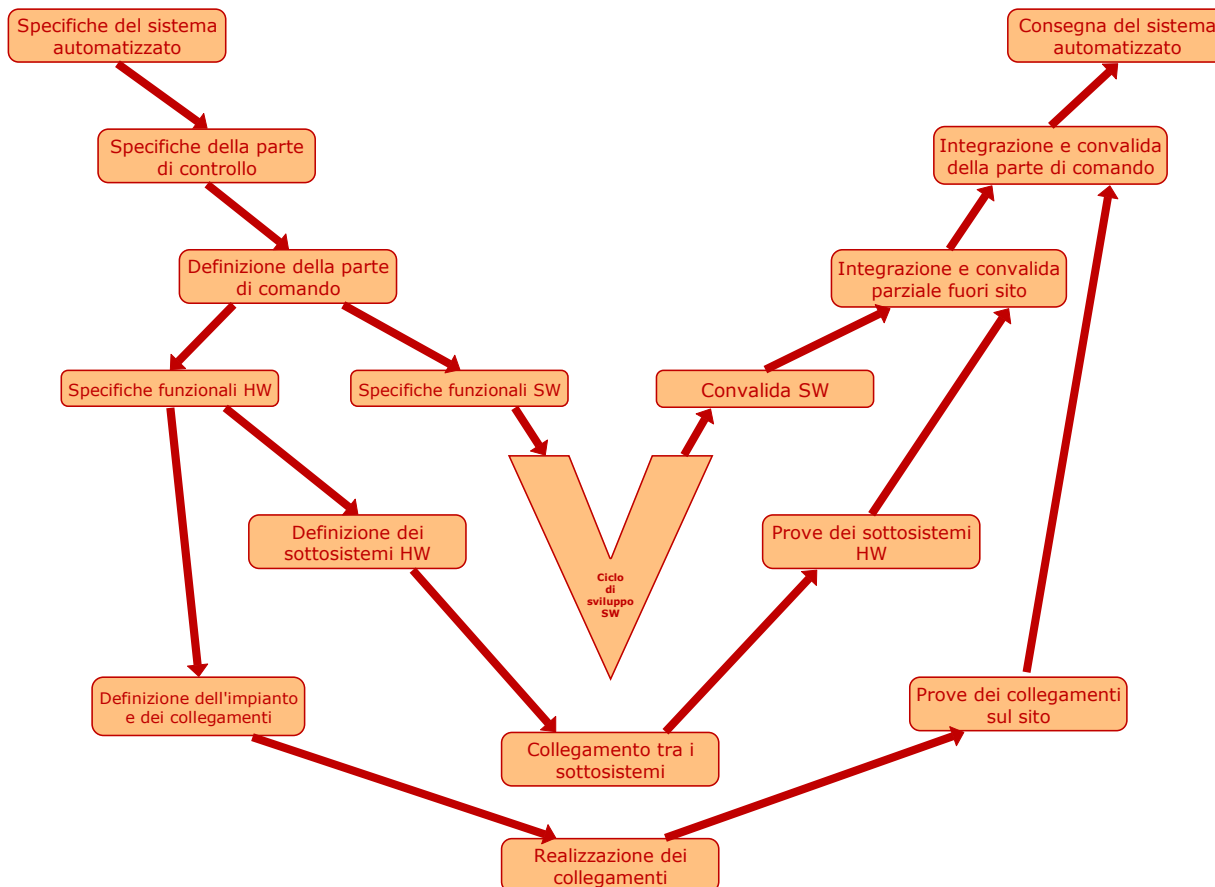 Specifiche del sistema
automatizzato
Consegna del sistema
automatizzato
Specifiche della parte
di controllo
Integrazione e convalida
della parte di comando
Definizione della parte
di comando
Integrazione e convalida
parziale fuori sito
Specifiche funzionali HW
Specifiche funzionali SW
Convalida SW
Definizione dei
sottosistemi HW
Prove dei sottosistemi
HW
Ciclo
di
sviluppo
SW
Definizione dell'impianto
e dei collegamenti
Prove dei collegamenti
sul sito
Collegamento tra i
sottosistemi
Realizzazione dei
collegamenti